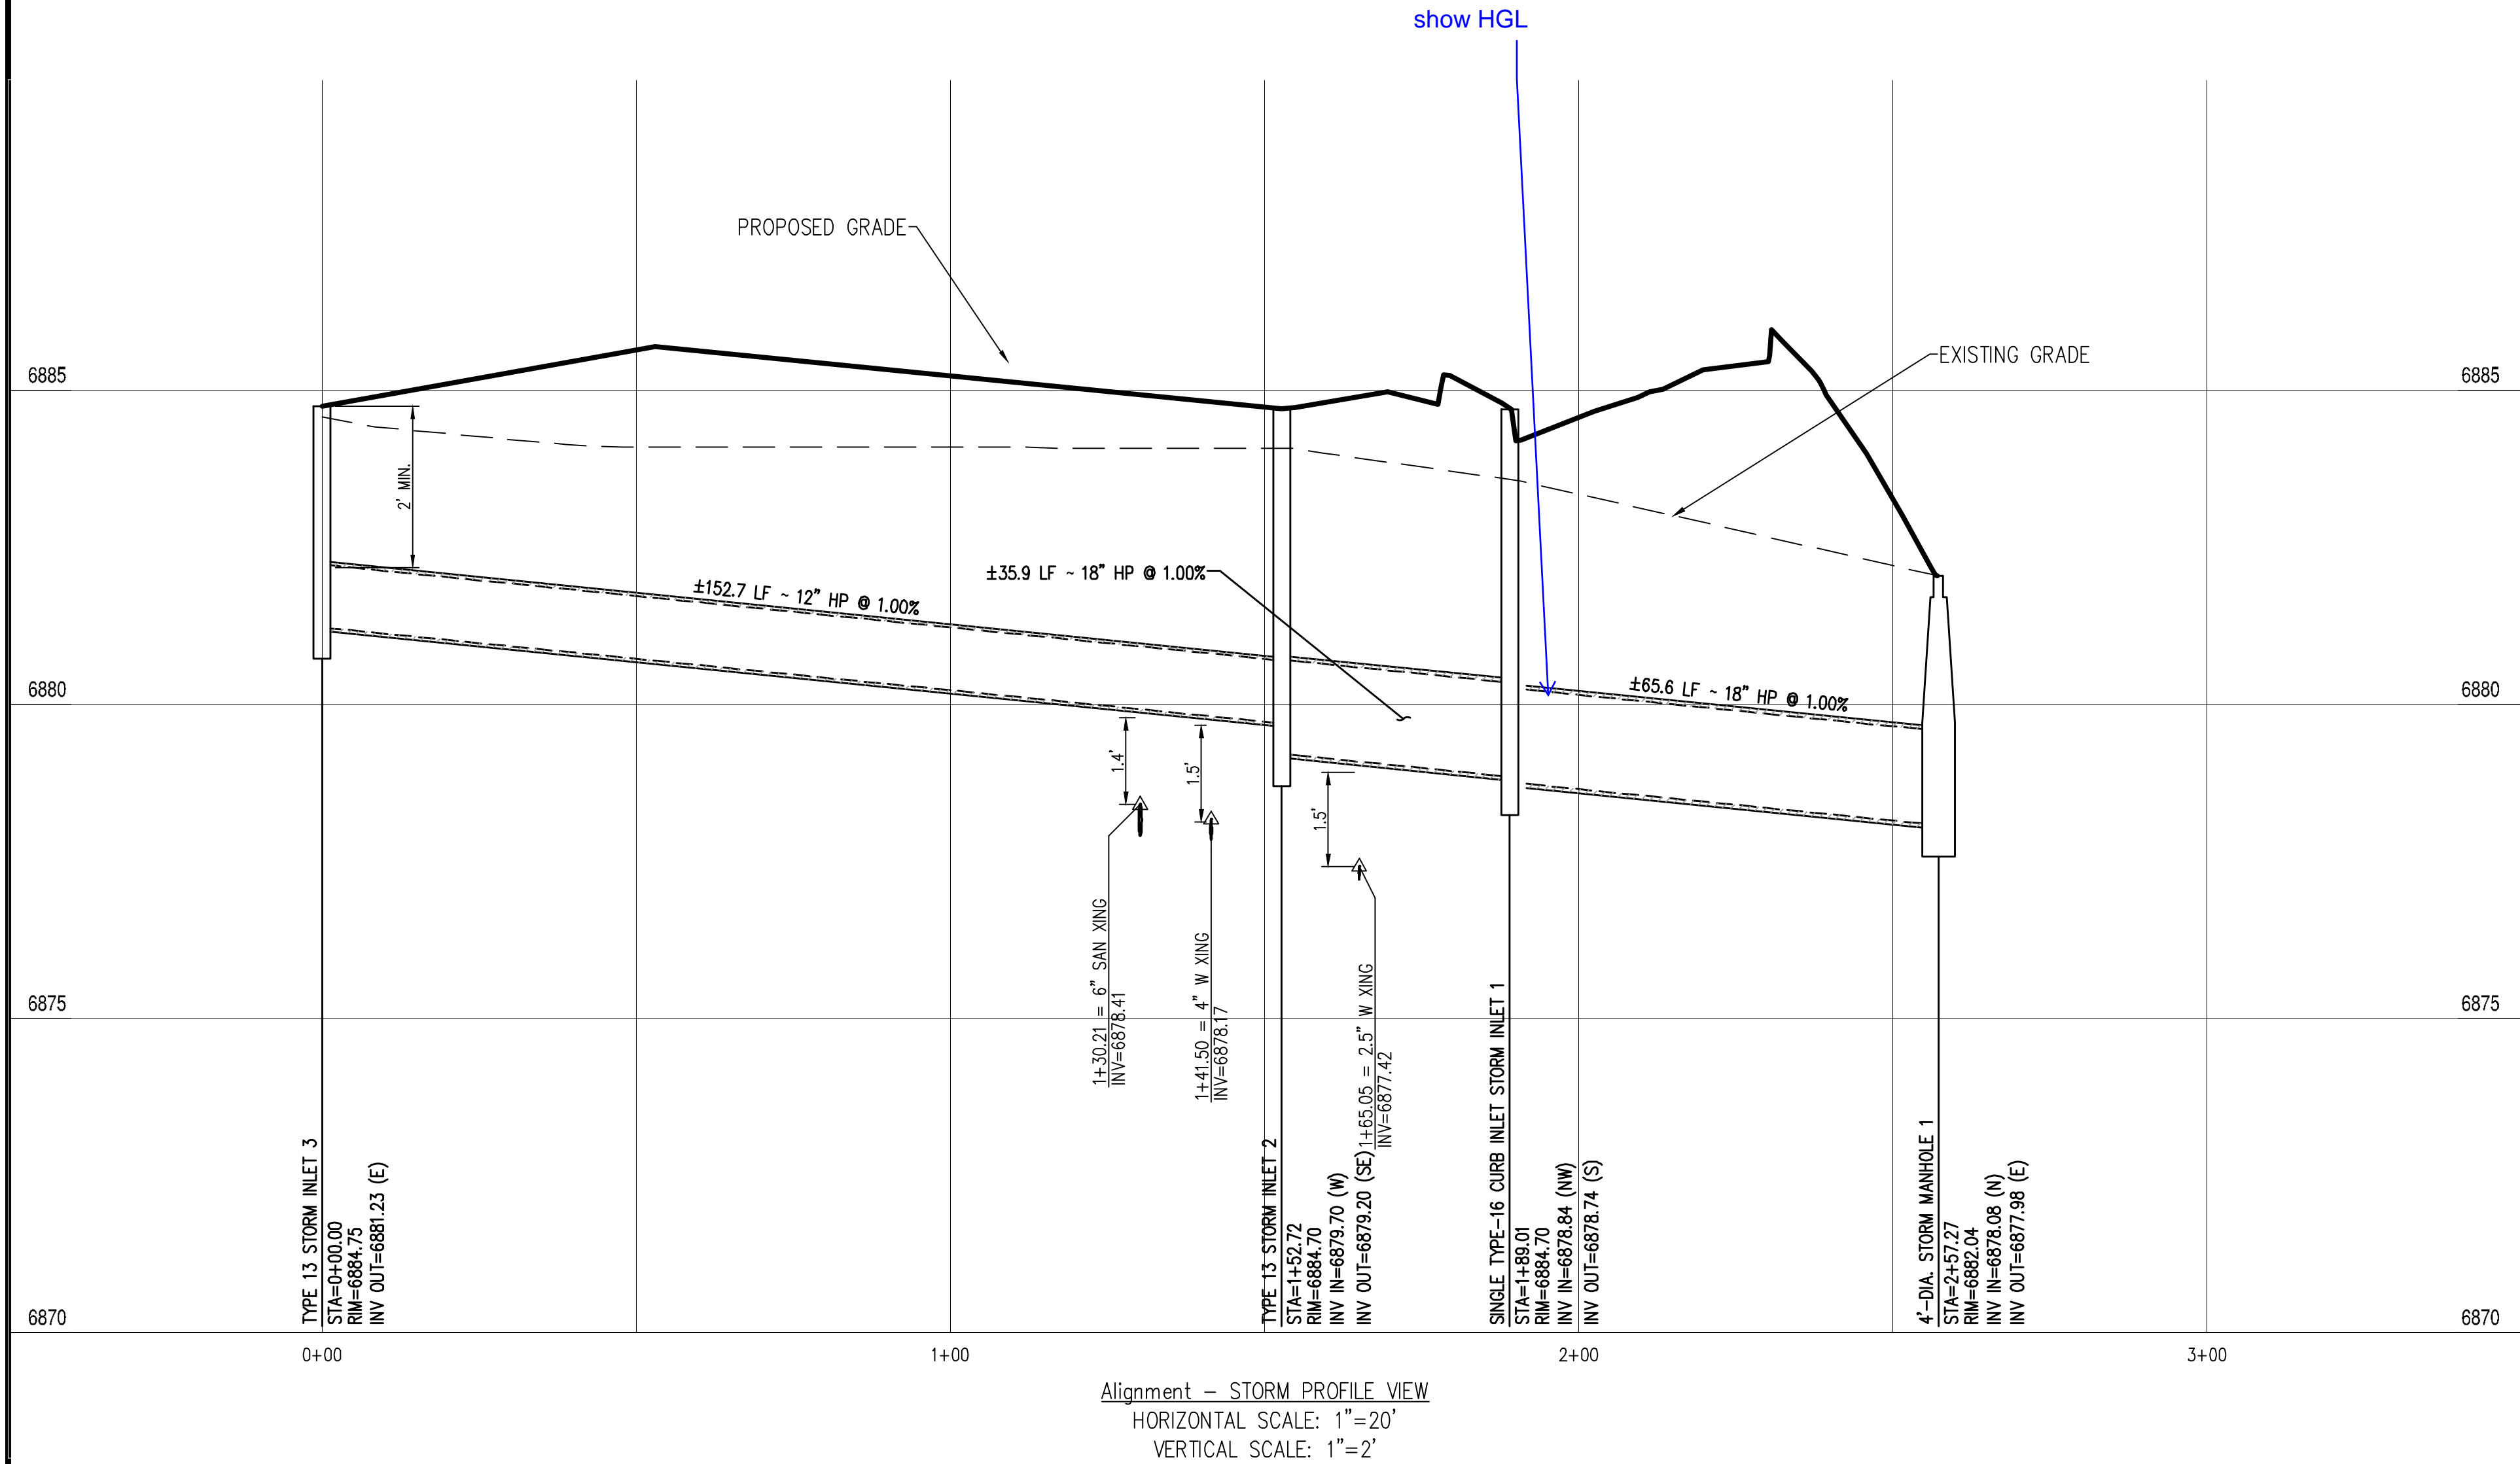 show HGL
PROPOSED GRADE
EXISTING GRADE
6885
6885
2' MIN.
±152.7 LF ~ 12" HP @ 1.00%
±35.9 LF ~ 18" HP @ 1.00%
±65.6 LF ~ 18" HP @ 1.00%
6880
6880
1.4'
1.5'
1.5'
1+30.21 = 6" SAN XING
INV=6878.41
1+41.50 = 4" W XING
INV=6878.17
1+65.05 = 2.5" W XING
INV=6877.42
6875
6875
TYPE 13 STORM INLET 3
STA=0+00.00
RIM=6884.75
INV OUT=6881.23 (E)
TYPE 13 STORM INLET 2
STA=1+52.72
RIM=6884.70
INV IN=6879.70 (W)
INV OUT=6879.20 (SE)
SINGLE TYPE-16 CURB INLET STORM INLET 1
STA=1+89.01
RIM=6884.70
INV IN=6878.84 (NW)
INV OUT=6878.74 (S)
4'-DIA. STORM MANHOLE 1
STA=2+57.27
RIM=6882.04
INV IN=6878.08 (N)
INV OUT=6877.98 (E)
6870
6870
0+00
1+00
2+00
3+00
Alignment - STORM PROFILE VIEW
HORIZONTAL SCALE: 1"=20'
VERTICAL SCALE: 1"=2'